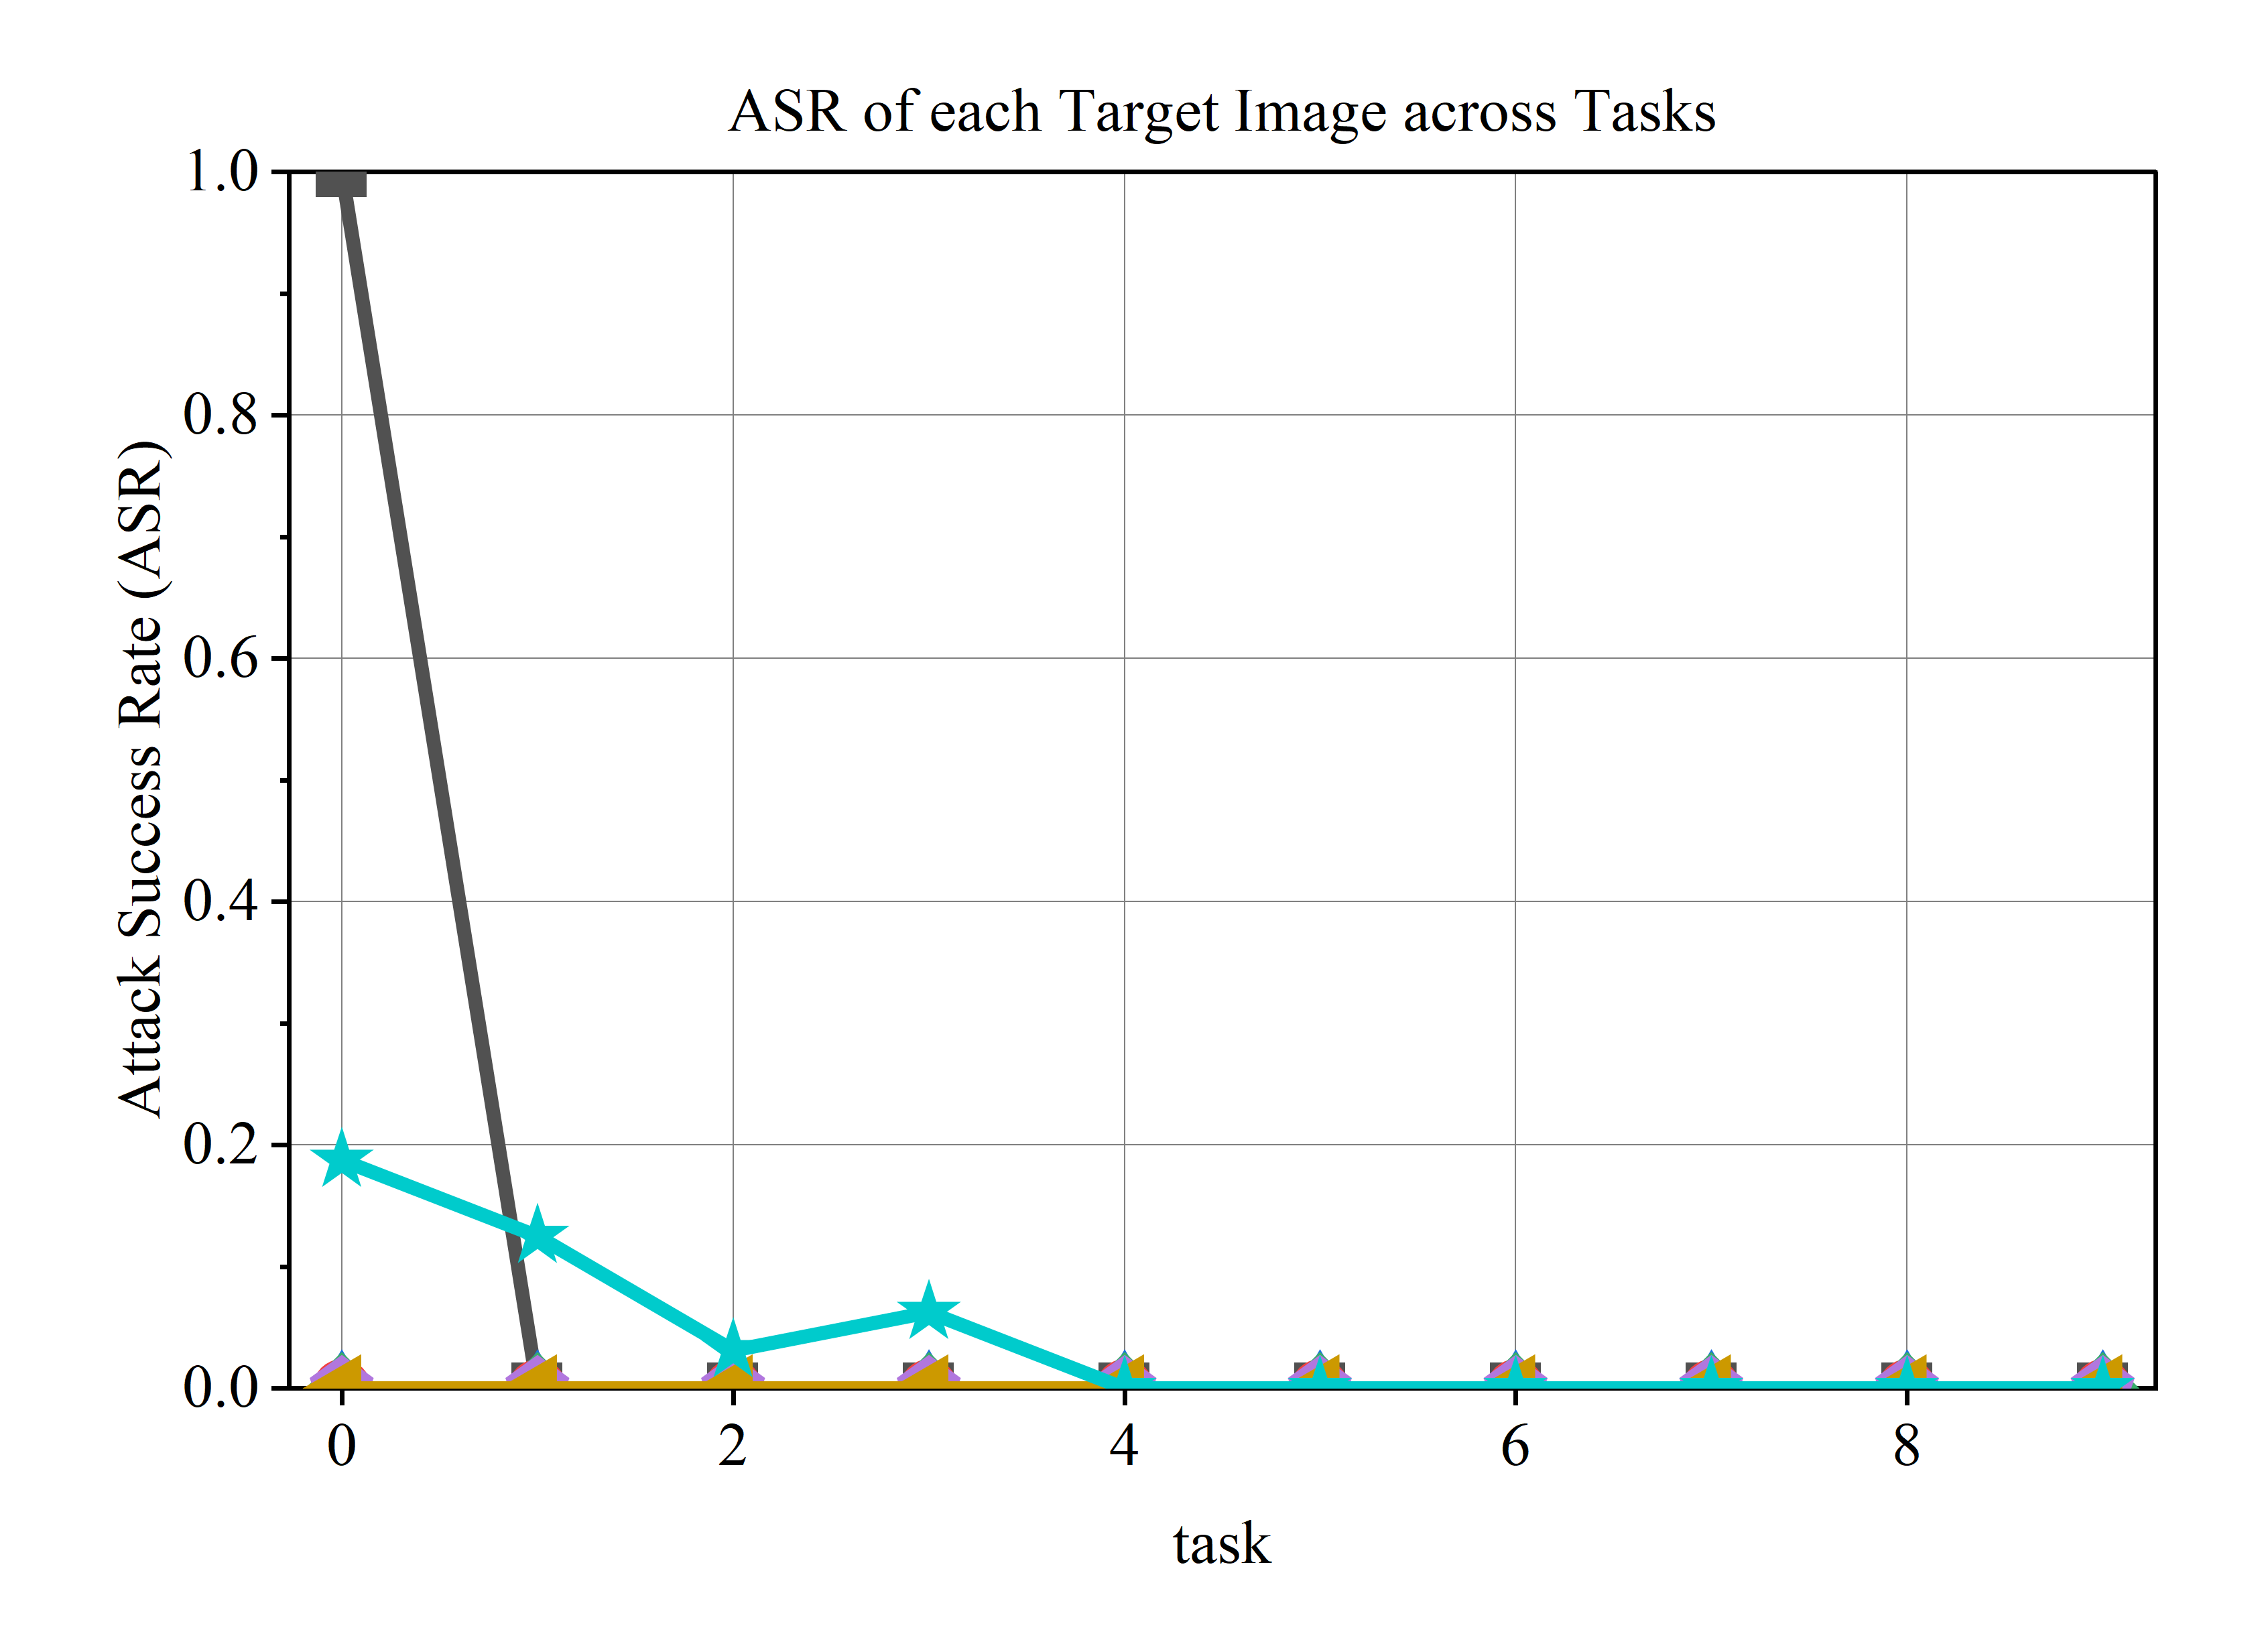 ASR of each Target Image across Tasks
1.0
0.8
0.6
0.4
0.2
0.0
Attack Success Rate (ASR)
0 2 4 6 8
task